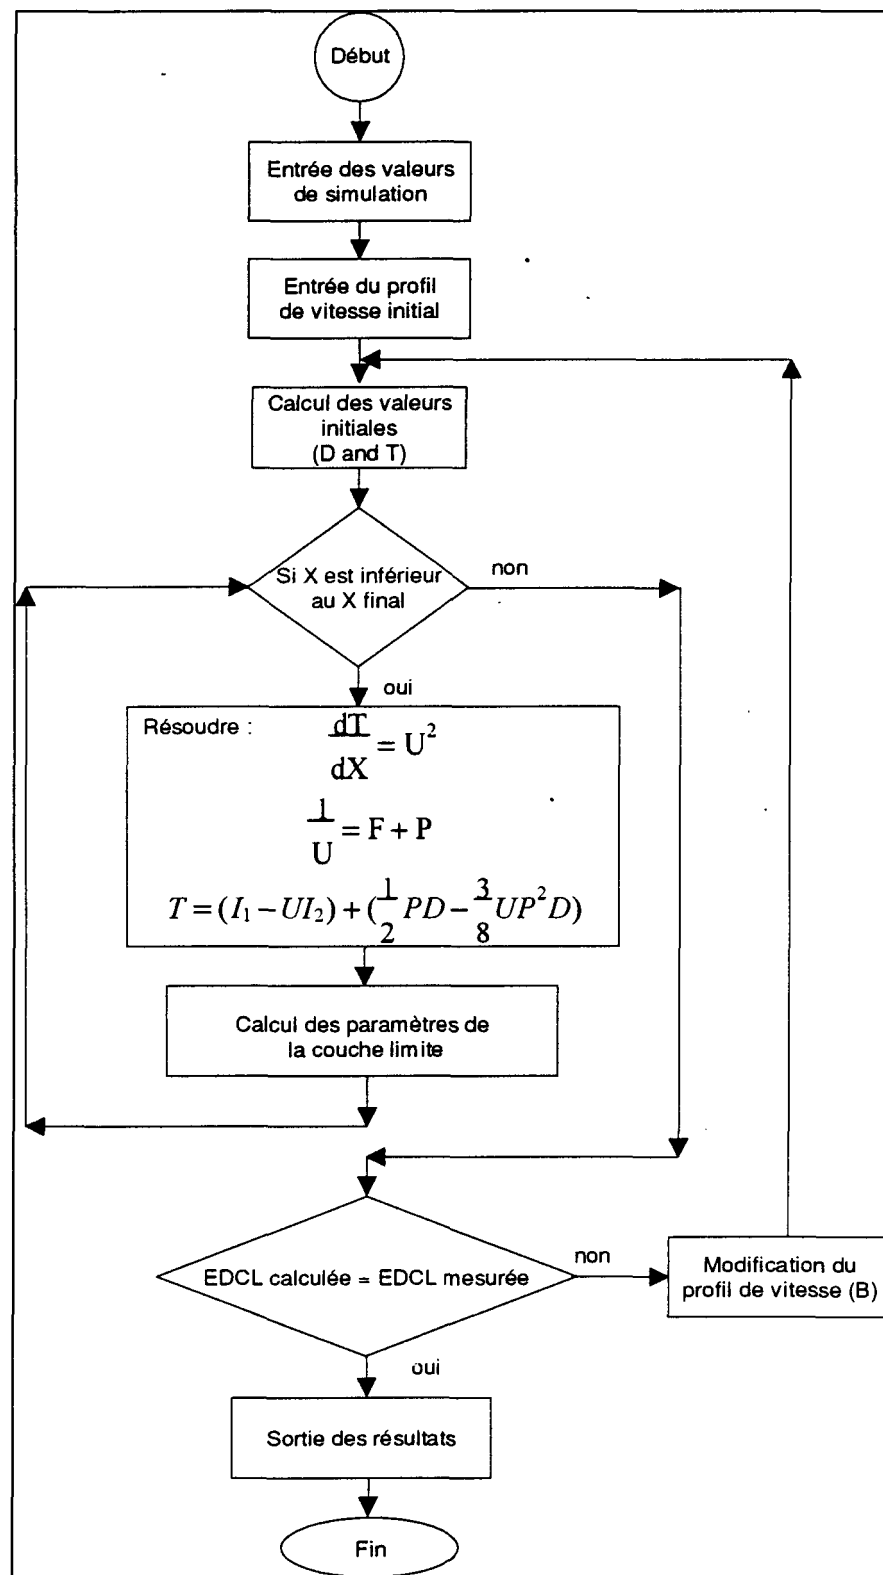 Début
Entrée des valeurs
de simulation
Entrée du profil
de vitesse initial
Calcul des valeurs
initiales
(D and T)
Si X est inférieur
au X final
non
oui
Résoudre :
dT/dX = U²
1/U = F + P
T = (I₁ − UI₂) + (1/2 PD − 3/8 UP²D)
Calcul des paramètres de
la couche limite
EDCL calculée = EDCL mesurée
non
Modification du
profil de vitesse (B)
oui
Sortie des résultats
Fin